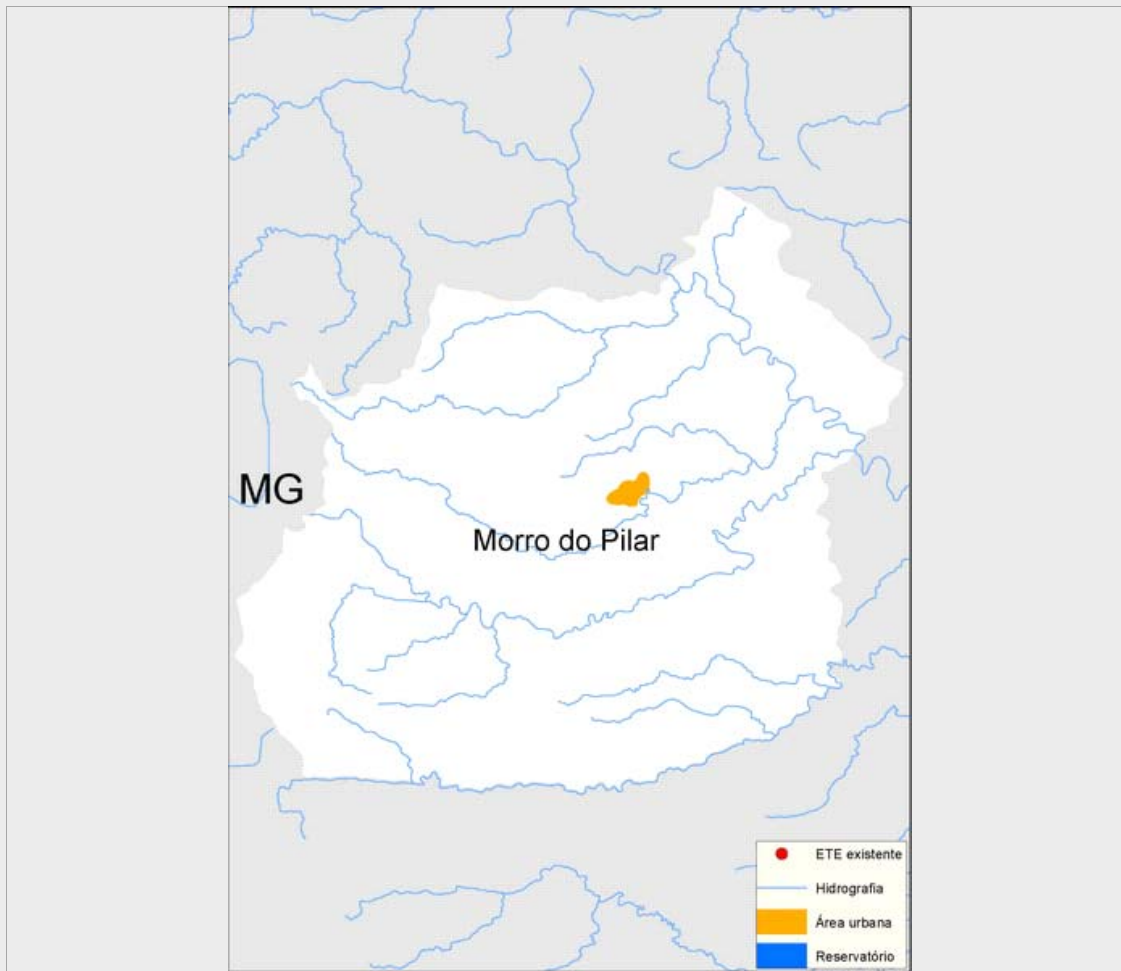 MG
Morro do Pilar
ETE existente
Hidrografia
Área urbana
Reservatório